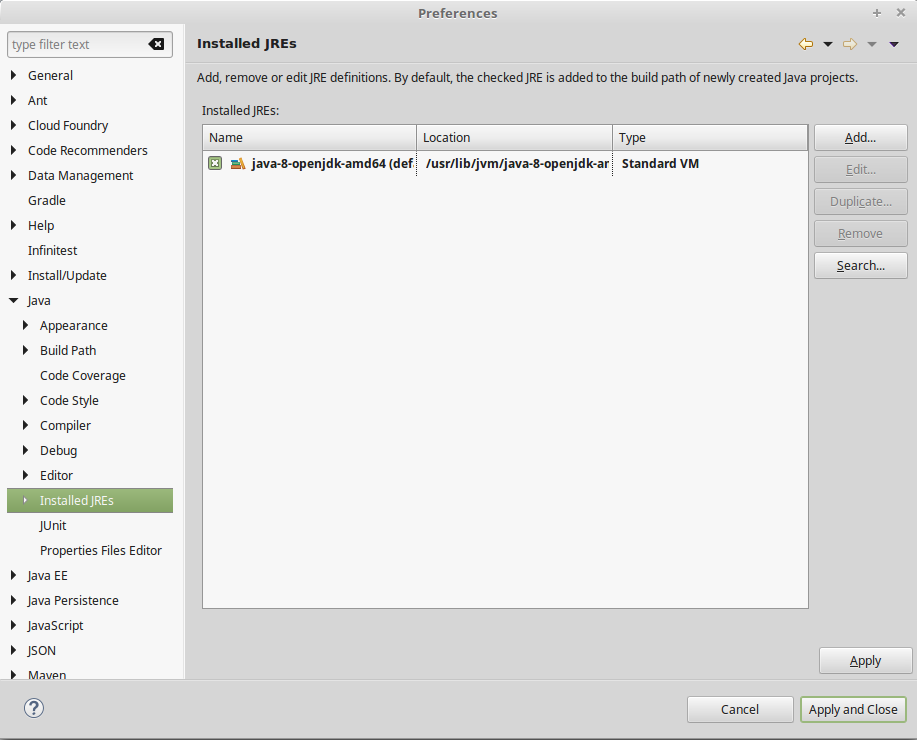 Preferences
type filter text
General
Ant
Cloud Foundry
Code Recommenders
Data Management
Gradle
Help
Infinitest
Install/Update
Java
Appearance
Build Path
Code Coverage
Code Style
Compiler
Debug
Editor
Installed JREs
JUnit
Properties Files Editor
Java EE
Java Persistence
JavaScript
JSON
Maven
Installed JREs
Add, remove or edit JRE definitions. By default, the checked JRE is added to the build path of newly created Java projects.
Installed JREs:
Name Location Type
java-8-openjdk-amd64 (def /usr/lib/jvm/java-8-openjdk-ar Standard VM
Add...
Edit...
Duplicate...
Remove
Search...
Apply
?
Cancel
Apply and Close